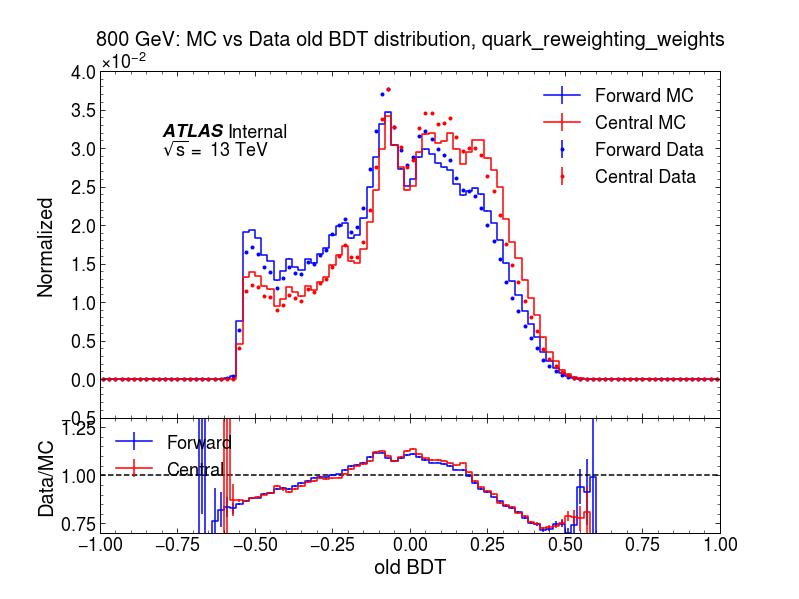 800 GeV: MC vs Data old BDT distribution, quark_reweighting_weights
×10⁻²
4.0
3.5
3.0
2.5
2.0
1.5
1.0
0.5
0.0
−0.5
Normalized
ATLAS Internal
√s = 13 TeV
Forward MC
Central MC
Forward Data
Central Data
1.25
1.00
0.75
Data/MC
Forward
Central
−1.00 −0.75 −0.50 −0.25 0.00 0.25 0.50 0.75 1.00
old BDT